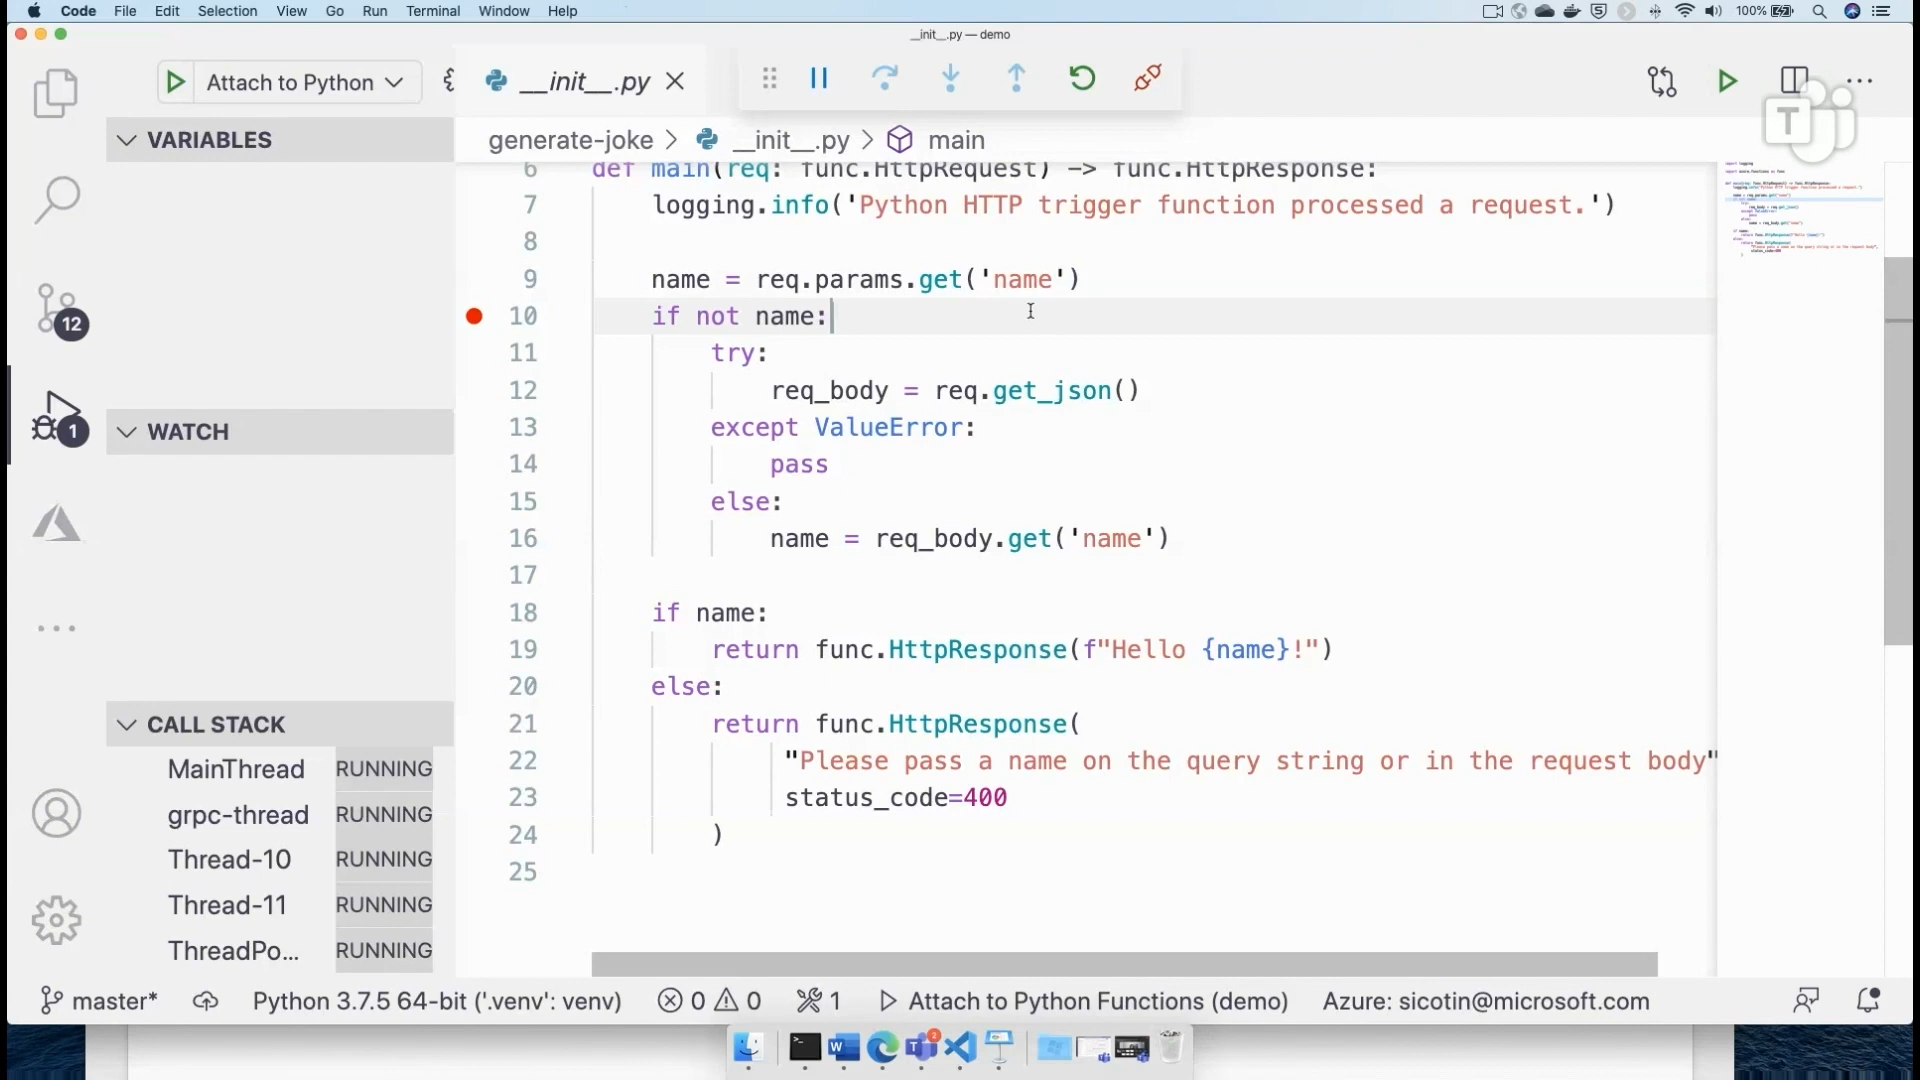 Code File Edit Selection View Go Run Terminal Window Help
100%
__init__.py — demo
Attach to Python
__init__.py
VARIABLES
generate-joke > __init__.py > main
6 def main(req: func.HttpRequest) -> func.HttpResponse:
7 logging.info('Python HTTP trigger function processed a request.')
8
9 name = req.params.get('name')
10 if not name:
11 try:
12 req_body = req.get_json()
13 except ValueError:
14 pass
15 else:
16 name = req_body.get('name')
17
18 if name:
19 return func.HttpResponse(f"Hello {name}!")
20 else:
21 return func.HttpResponse(
22 "Please pass a name on the query string or in the request body"
23 status_code=400
24 )
25
12
1
WATCH
CALL STACK
MainThread RUNNING
grpc-thread RUNNING
Thread-10 RUNNING
Thread-11 RUNNING
ThreadPo... RUNNING
T
master* Python 3.7.5 64-bit ('.venv': venv) 0 0 1 Attach to Python Functions (demo) Azure: sicotin@microsoft.com